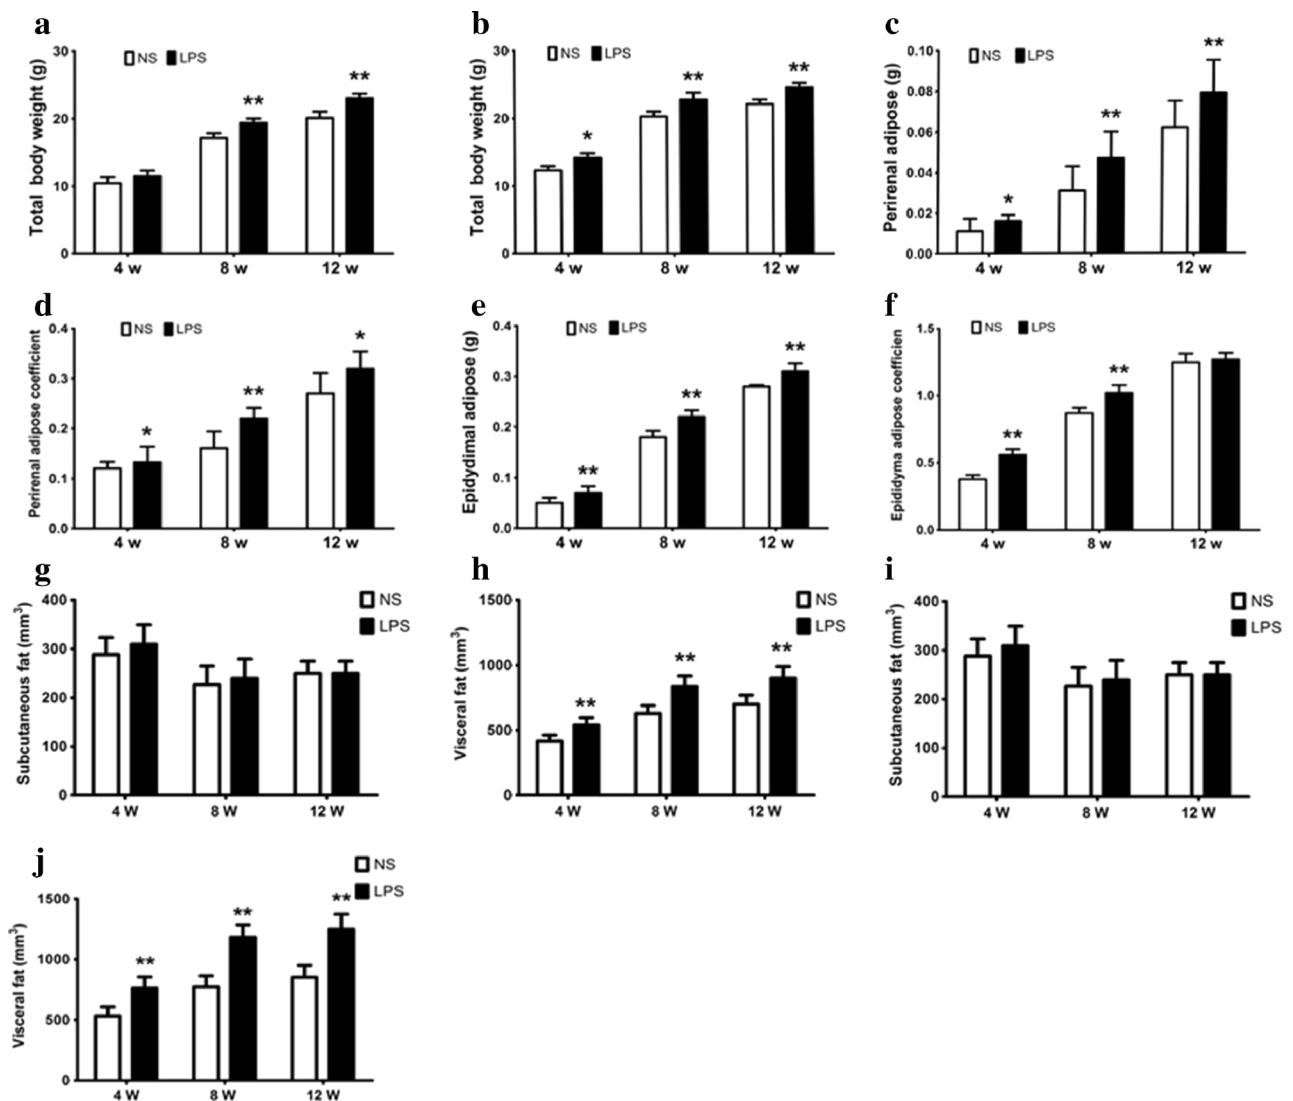 a
NS LPS
Total body weight (g)
30
20
10
0
** **
4 w 8 w 12 w
b
NS LPS
Total body weight (g)
30
20
10
0
* ** **
4 w 8 w 12 w
c
NS LPS
Perirenal adipose (g)
0.10
0.08
0.06
0.04
0.02
0.00
* ** **
4 w 8 w 12 w
d
NS LPS
Perirenal adipose coefficient
0.4
0.3
0.2
0.1
0.0
* ** *
4 w 8 w 12 w
e
NS LPS
Epidydimal adipose (g)
0.4
0.3
0.2
0.1
0.0
** ** **
4 w 8 w 12 w
f
NS LPS
Epididyma adipose coefficien
1.5
1.0
0.5
0.0
** **
4 w 8 w 12 w
g
NS
LPS
Subcutaneous fat (mm³)
400
300
200
100
0
4 W 8 W 12 W
h
NS
LPS
Visceral fat (mm³)
1500
1000
500
0
** ** **
4 W 8 W 12 W
i
NS
LPS
Subcutaneous fat (mm³)
400
300
200
100
0
4 W 8 W 12 W
j
NS
LPS
Visceral fat (mm³)
1500
1000
500
0
** ** **
4 W 8 W 12 W